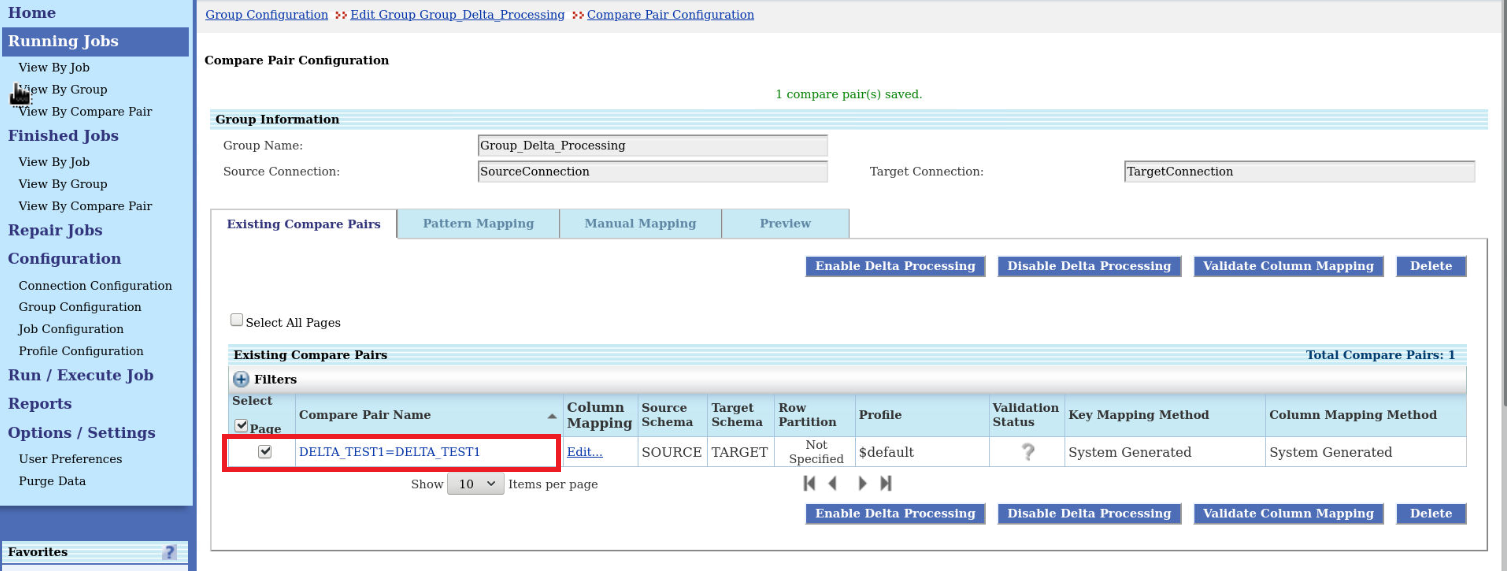 Home
Running Jobs
View By Job
View By Group
View By Compare Pair
Finished Jobs
View By Job
View By Group
View By Compare Pair
Repair Jobs
Configuration
Connection Configuration
Group Configuration
Job Configuration
Profile Configuration
Run / Execute Job
Reports
Options / Settings
User Preferences
Purge Data
Favorites ?
Group Configuration Edit Group Group_Delta_Processing Compare Pair Configuration
Compare Pair Configuration
1 compare pair(s) saved.
Group Information
Group Name: Group_Delta_Processing
Source Connection: SourceConnection Target Connection: TargetConnection
Existing Compare Pairs Pattern Mapping Manual Mapping Preview
Enable Delta Processing Disable Delta Processing Validate Column Mapping Delete
Select All Pages
Existing Compare Pairs Total Compare Pairs: 1
Filters
Select Page Compare Pair Name Column Mapping Source Schema Target Schema Row Partition Profile Validation Status Key Mapping Method Column Mapping Method
DELTA_TEST1=DELTA_TEST1 Edit... SOURCE TARGET Not Specified $default ? System Generated System Generated
Show 10 Items per page
Enable Delta Processing Disable Delta Processing Validate Column Mapping Delete